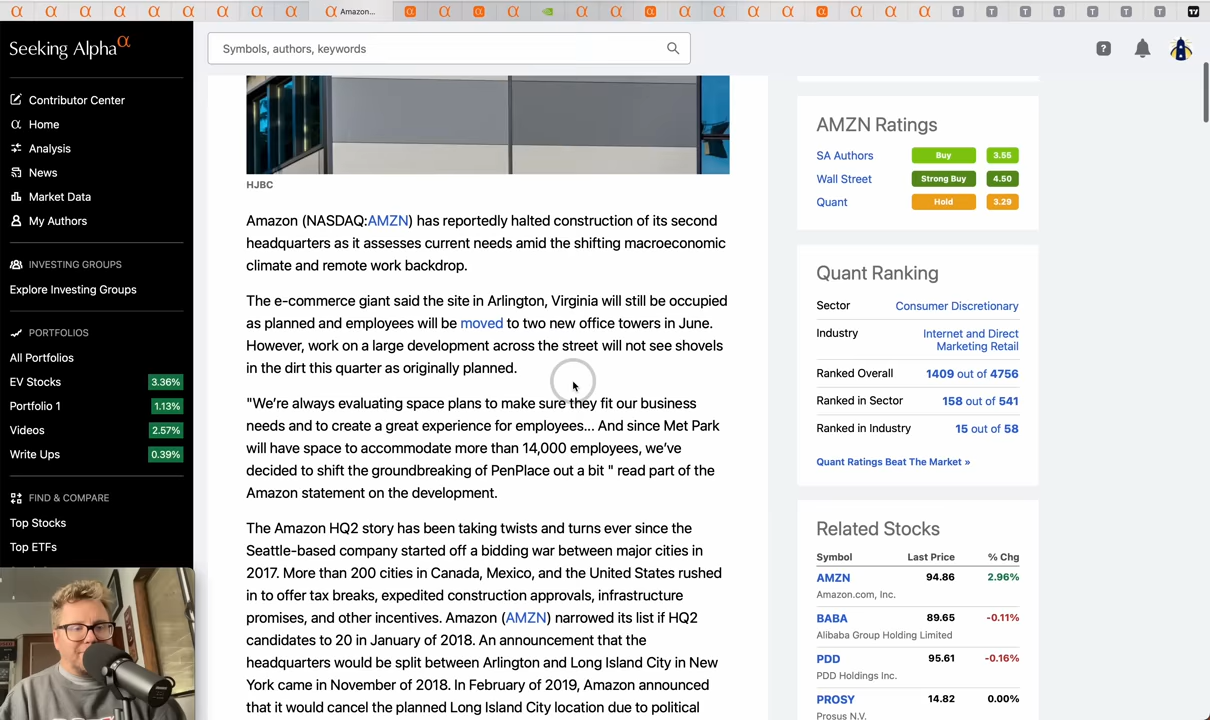 Amazon...
Seeking Alpha α
Symbols, authors, keywords
Contributor Center
Home
Analysis
News
Market Data
My Authors
INVESTING GROUPS
Explore Investing Groups
PORTFOLIOS
All Portfolios
EV Stocks 3.36%
Portfolio 1 1.13%
Videos 2.57%
Write Ups 0.39%
FIND & COMPARE
Top Stocks
Top ETFs
HJBC
Amazon (NASDAQ:AMZN) has reportedly halted construction of its second
headquarters as it assesses current needs amid the shifting macroeconomic
climate and remote work backdrop.
The e-commerce giant said the site in Arlington, Virginia will still be occupied
as planned and employees will be moved to two new office towers in June.
However, work on a large development across the street will not see shovels
in the dirt this quarter as originally planned.
"We're always evaluating space plans to make sure they fit our business
needs and to create a great experience for employees... And since Met Park
will have space to accommodate more than 14,000 employees, we've
decided to shift the groundbreaking of PenPlace out a bit " read part of the
Amazon statement on the development.
The Amazon HQ2 story has been taking twists and turns ever since the
Seattle-based company started off a bidding war between major cities in
2017. More than 200 cities in Canada, Mexico, and the United States rushed
in to offer tax breaks, expedited construction approvals, infrastructure
promises, and other incentives. Amazon (AMZN) narrowed its list if HQ2
candidates to 20 in January of 2018. An announcement that the
headquarters would be split between Arlington and Long Island City in New
York came in November of 2018. In February of 2019, Amazon announced
that it would cancel the planned Long Island City location due to political
AMZN Ratings
SA Authors Buy 3.55
Wall Street Strong Buy 4.50
Quant Hold 3.29
Quant Ranking
Sector Consumer Discretionary
Industry Internet and Direct
Marketing Retail
Ranked Overall 1409 out of 4756
Ranked in Sector 158 out of 541
Ranked in Industry 15 out of 58
Quant Ratings Beat The Market »
Related Stocks
Symbol Last Price % Chg
AMZN 94.86 2.96%
Amazon.com, Inc.
BABA 89.65 -0.11%
Alibaba Group Holding Limited
PDD 95.61 -0.16%
PDD Holdings Inc.
PROSY 14.82 0.00%
Prosus N.V.